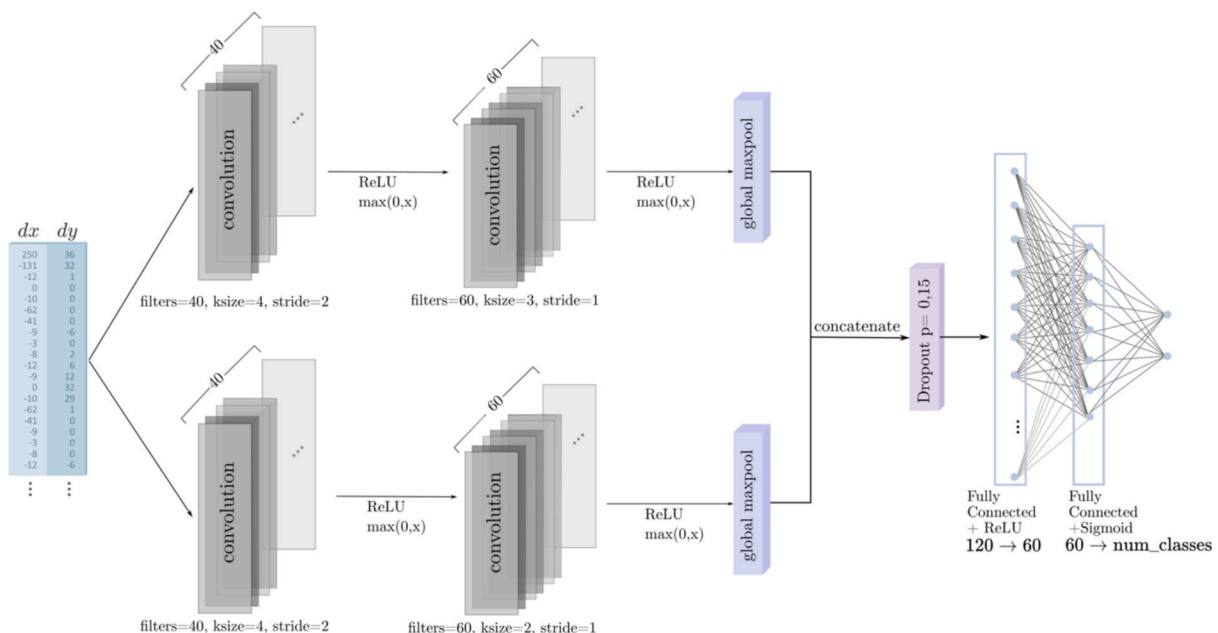 dx dy
250 36
-131 32
-12 1
0 0
-10 0
-62 0
-41 0
-9 -6
-3 0
-8 2
-12 6
-9 12
0 32
-10 29
-62 1
-41 0
-9 0
-3 0
-8 0
-12 -6
⋮ ⋮
40
convolution
...
filters=40, ksize=4, stride=2
ReLU
max(0,x)
60
convolution
...
filters=60, ksize=3, stride=1
ReLU
max(0,x)
global maxpool
40
convolution
...
filters=40, ksize=4, stride=2
ReLU
max(0,x)
60
convolution
...
filters=60, ksize=2, stride=1
ReLU
max(0,x)
global maxpool
concatenate
Dropout p= 0,15
⋮
Fully
Connected
+ ReLU
120 → 60
Fully
Connected
+Sigmoid
60 → num_classes